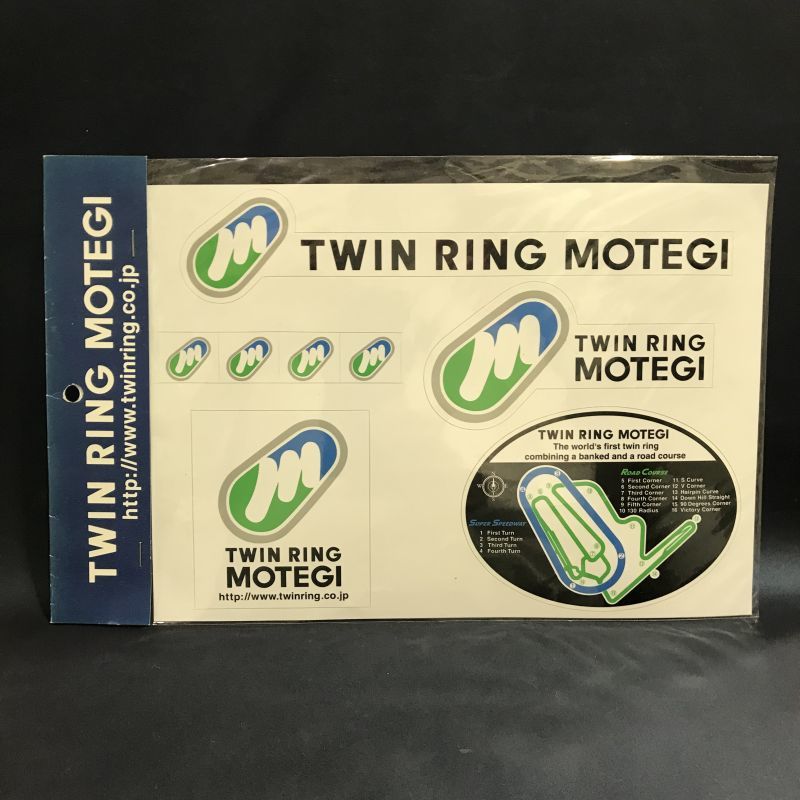 TWIN RING MOTEGI
http://www.twinring.co.jp
TWIN RING MOTEGI
TWIN RING
MOTEGI
TWIN RING
MOTEGI
http://www.twinring.co.jp
TWIN RING MOTEGI
The world's first twin ring
combining a banked and a road course
ROAD COURSE
5 First Corner
6 Second Corner
7 Third Corner
8 Fourth Corner
9 Fifth Corner
10 130 Radius
11 S Curve
12 V Corner
13 Hairpin Curve
14 Down Hill Straight
15 90 Degrees Corner
16 Victory Corner
SUPER SPEEDWAY
1 First Turn
2 Second Turn
3 Third Turn
4 Fourth Turn